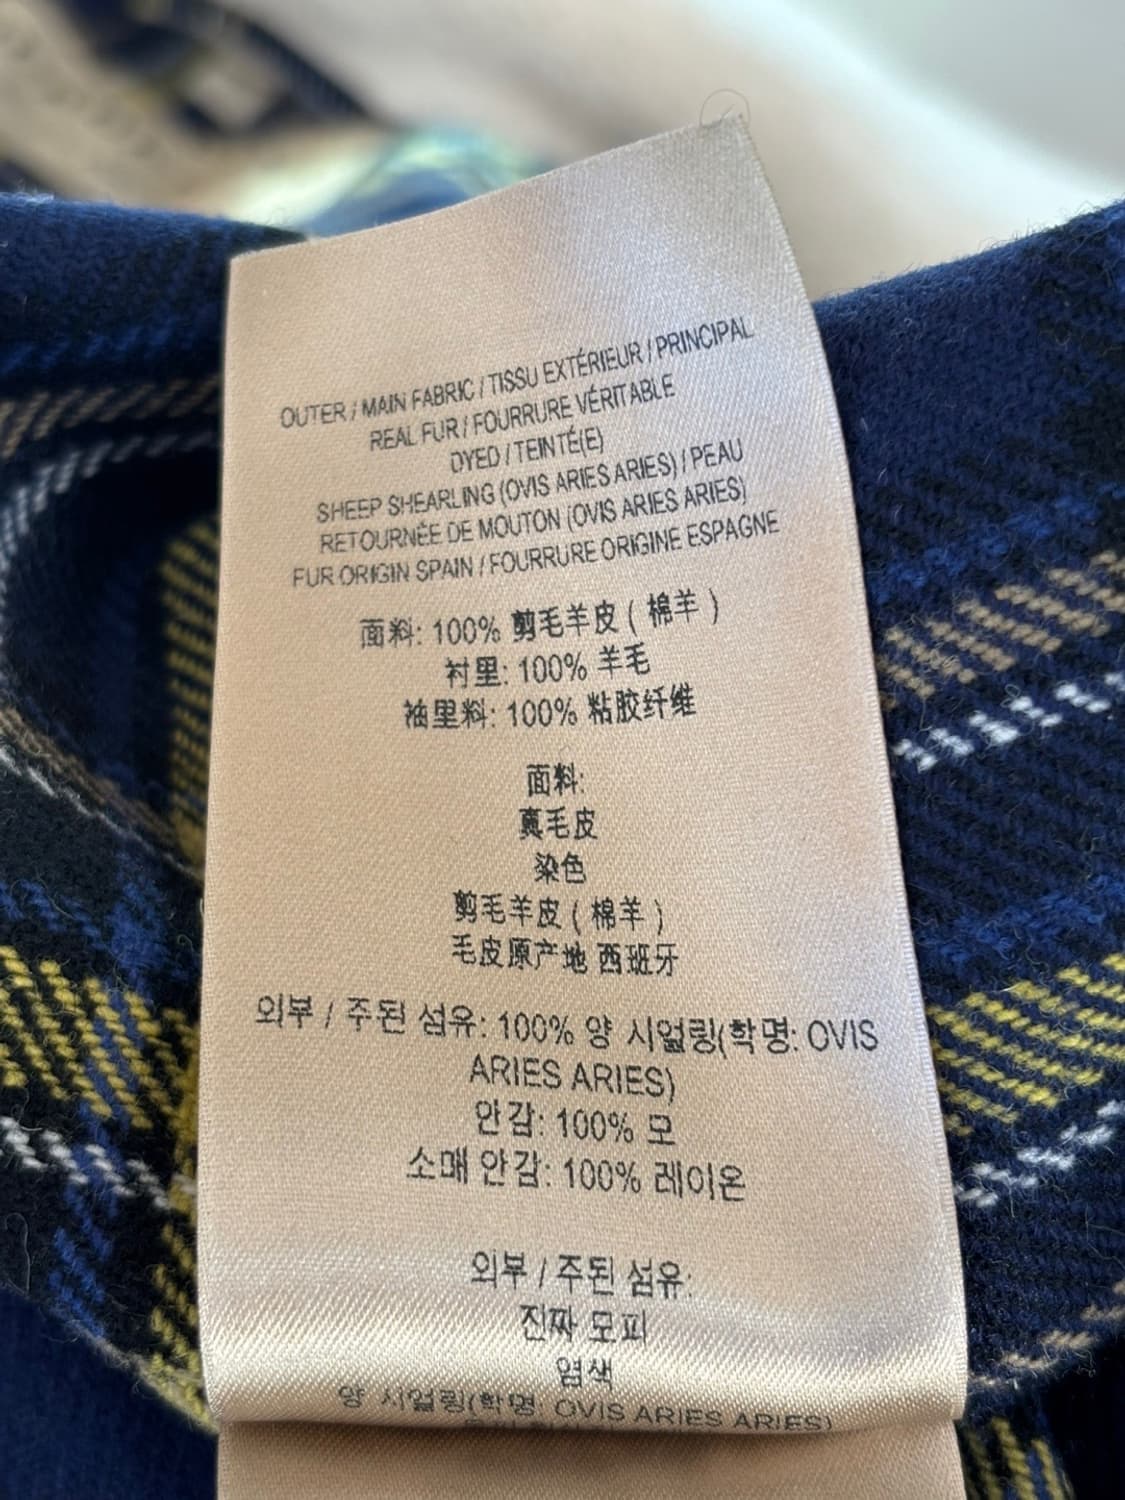 OUTER / MAIN FABRIC / TISSU EXTÉRIEUR / PRINCIPAL
REAL FUR / FOURRURE VÉRITABLE
DYED / TEINTÉ(E)
SHEEP SHEARLING (OVIS ARIES ARIES) / PEAU
RETOURNÉE DE MOUTON (OVIS ARIES ARIES)
FUR ORIGIN SPAIN / FOURRURE ORIGINE ESPAGNE
面料: 100% 剪毛羊皮 ( 棉羊 )
衬里: 100% 羊毛
袖里料: 100% 粘胶纤维
面料:
真毛皮
染色
剪毛羊皮 ( 棉羊 )
毛皮原产地 西班牙
외부 / 주된 섬유: 100% 양 시얼링(학명: OVIS
ARIES ARIES)
안감: 100% 모
소매 안감: 100% 레이온
외부 / 주된 섬유:
진짜 모피
염색
양 시얼링(학명: OVIS ARIES ARIES)